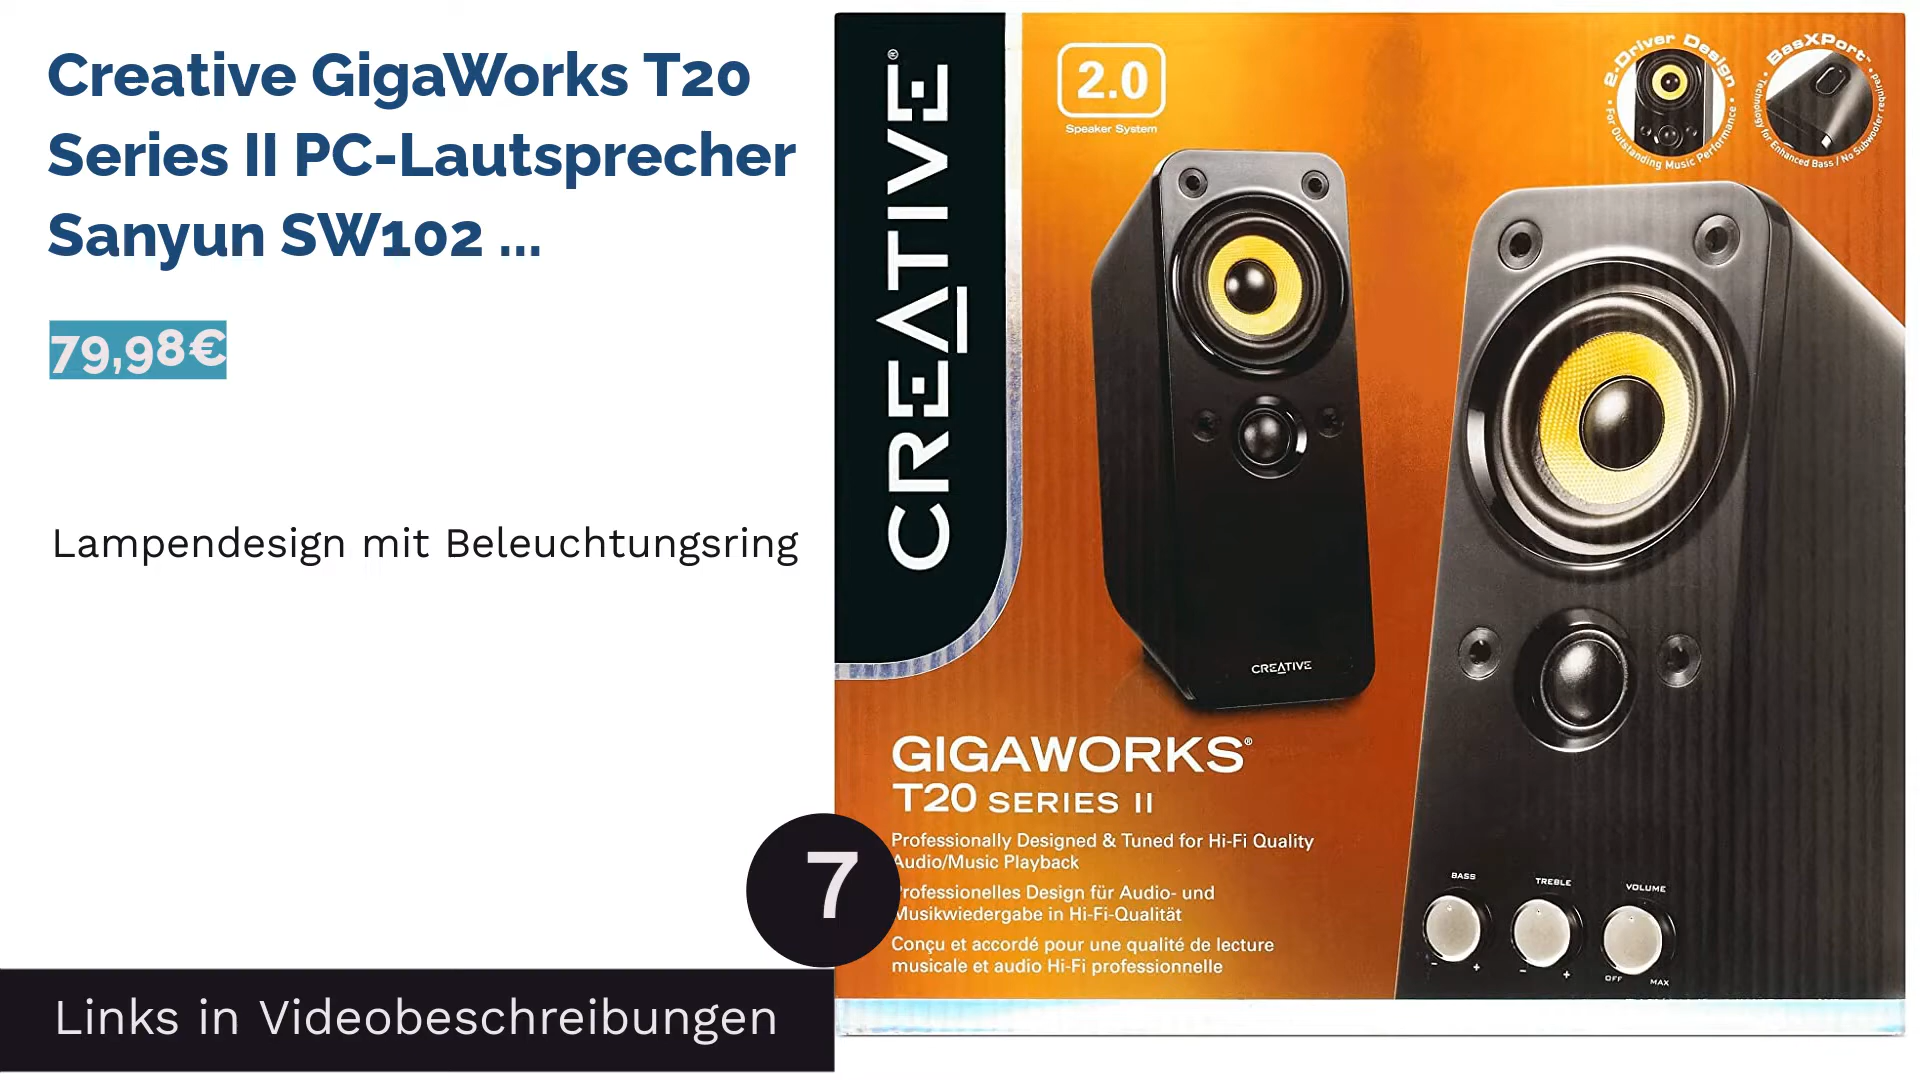 Creative GigaWorks T20
Series II PC-Lautsprecher
Sanyun SW102 ...
79,98€
Lampendesign mit Beleuchtungsring
Links in Videobeschreibungen
7
CREATIVE®
2.0
Speaker System
2-Driver Design
• For Outstanding Music Performance •
BasXPort™
• Technology for Enhanced Bass / No Subwoofer required •
CREATIVE
GIGAWORKS®
T20 SERIES II
Professionally Designed & Tuned for Hi-Fi Quality
Audio/Music Playback
Professionelles Design für Audio- und
Musikwiedergabe in Hi-Fi-Qualität
Conçu et accordé pour une qualité de lecture
musicale et audio Hi-Fi professionnelle
BASS
TREBLE
VOLUME
- +
- +
OFF MAX